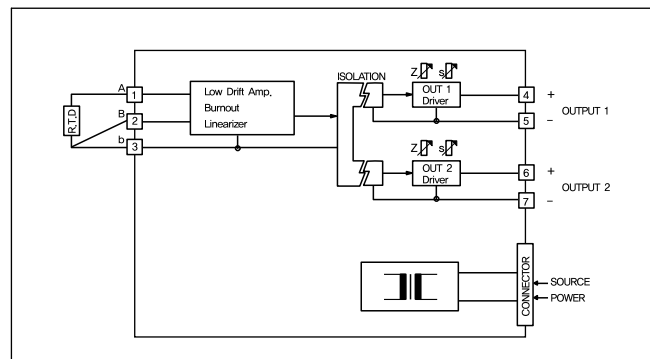 ISOLATION
Z S
A
1
R.T.D
B
2
b
3
Low Drift Amp.
Burnout
Linearizer
OUT 1
Driver
4 +
OUTPUT 1
5 −
Z S
OUT 2
Driver
6 +
OUTPUT 2
7 −
CONNECTOR
SOURCE
POWER